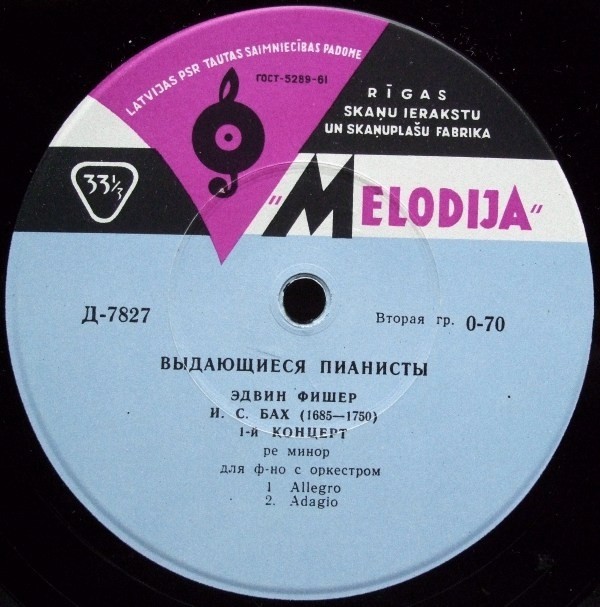 LATVIJAS PSR TAUTAS SAIMNIECĪBAS PADOME
ГОСТ-5289-61
RĪGAS
SKAŅU IERAKSTU
UN SKAŅUPLAŠU FABRIKA
33 1/3
"MELODIJA"
Д-7827
Вторая гр. 0-70
ВЫДАЮЩИЕСЯ ПИАНИСТЫ
ЭДВИН ФИШЕР
И. С. БАХ (1685—1750)
1-й КОНЦЕРТ
ре минор
для ф-но с оркестром
1 Allegro
2. Adagio